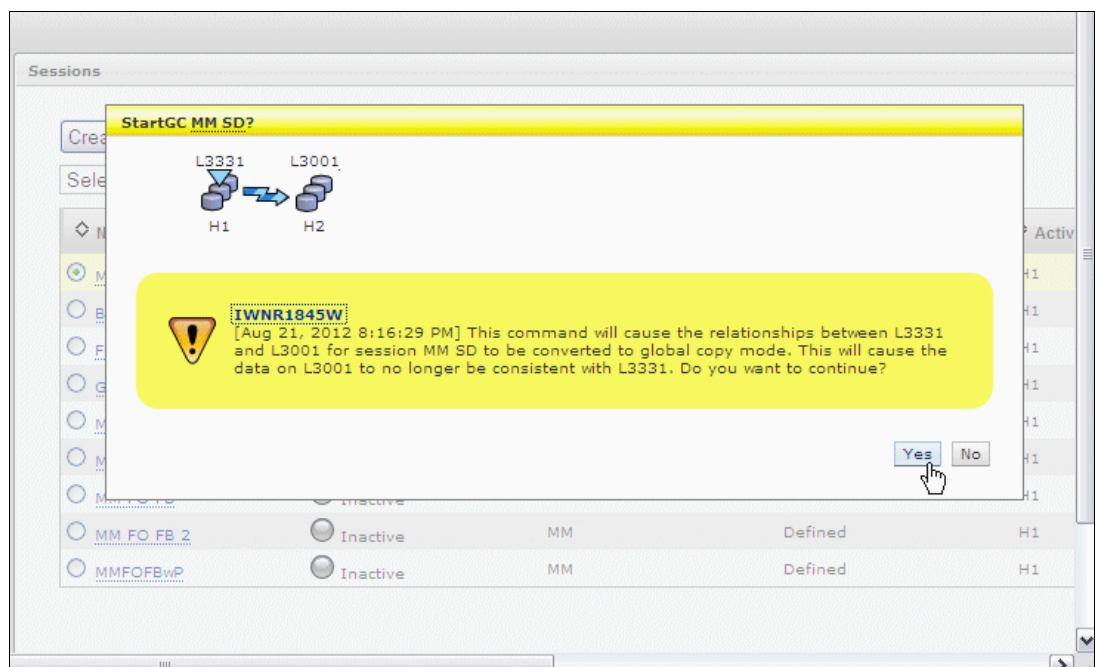 Sessions
StartGC MM SD?
Crea
L3331 L3001
Sele
H1 H2
N Activ
M H1
IWNR1845W
B H1
[Aug 21, 2012 8:16:29 PM] This command will cause the relationships between L3331
and L3001 for session MM SD to be converted to global copy mode. This will cause the
F H1
data on L3001 to no longer be consistent with L3331. Do you want to continue?
G H1
M H1
Yes No
M H1
MM FO FB Inactive H1
MM FO FB 2 Inactive MM Defined H1
MMFOFBwP Inactive MM Defined H1